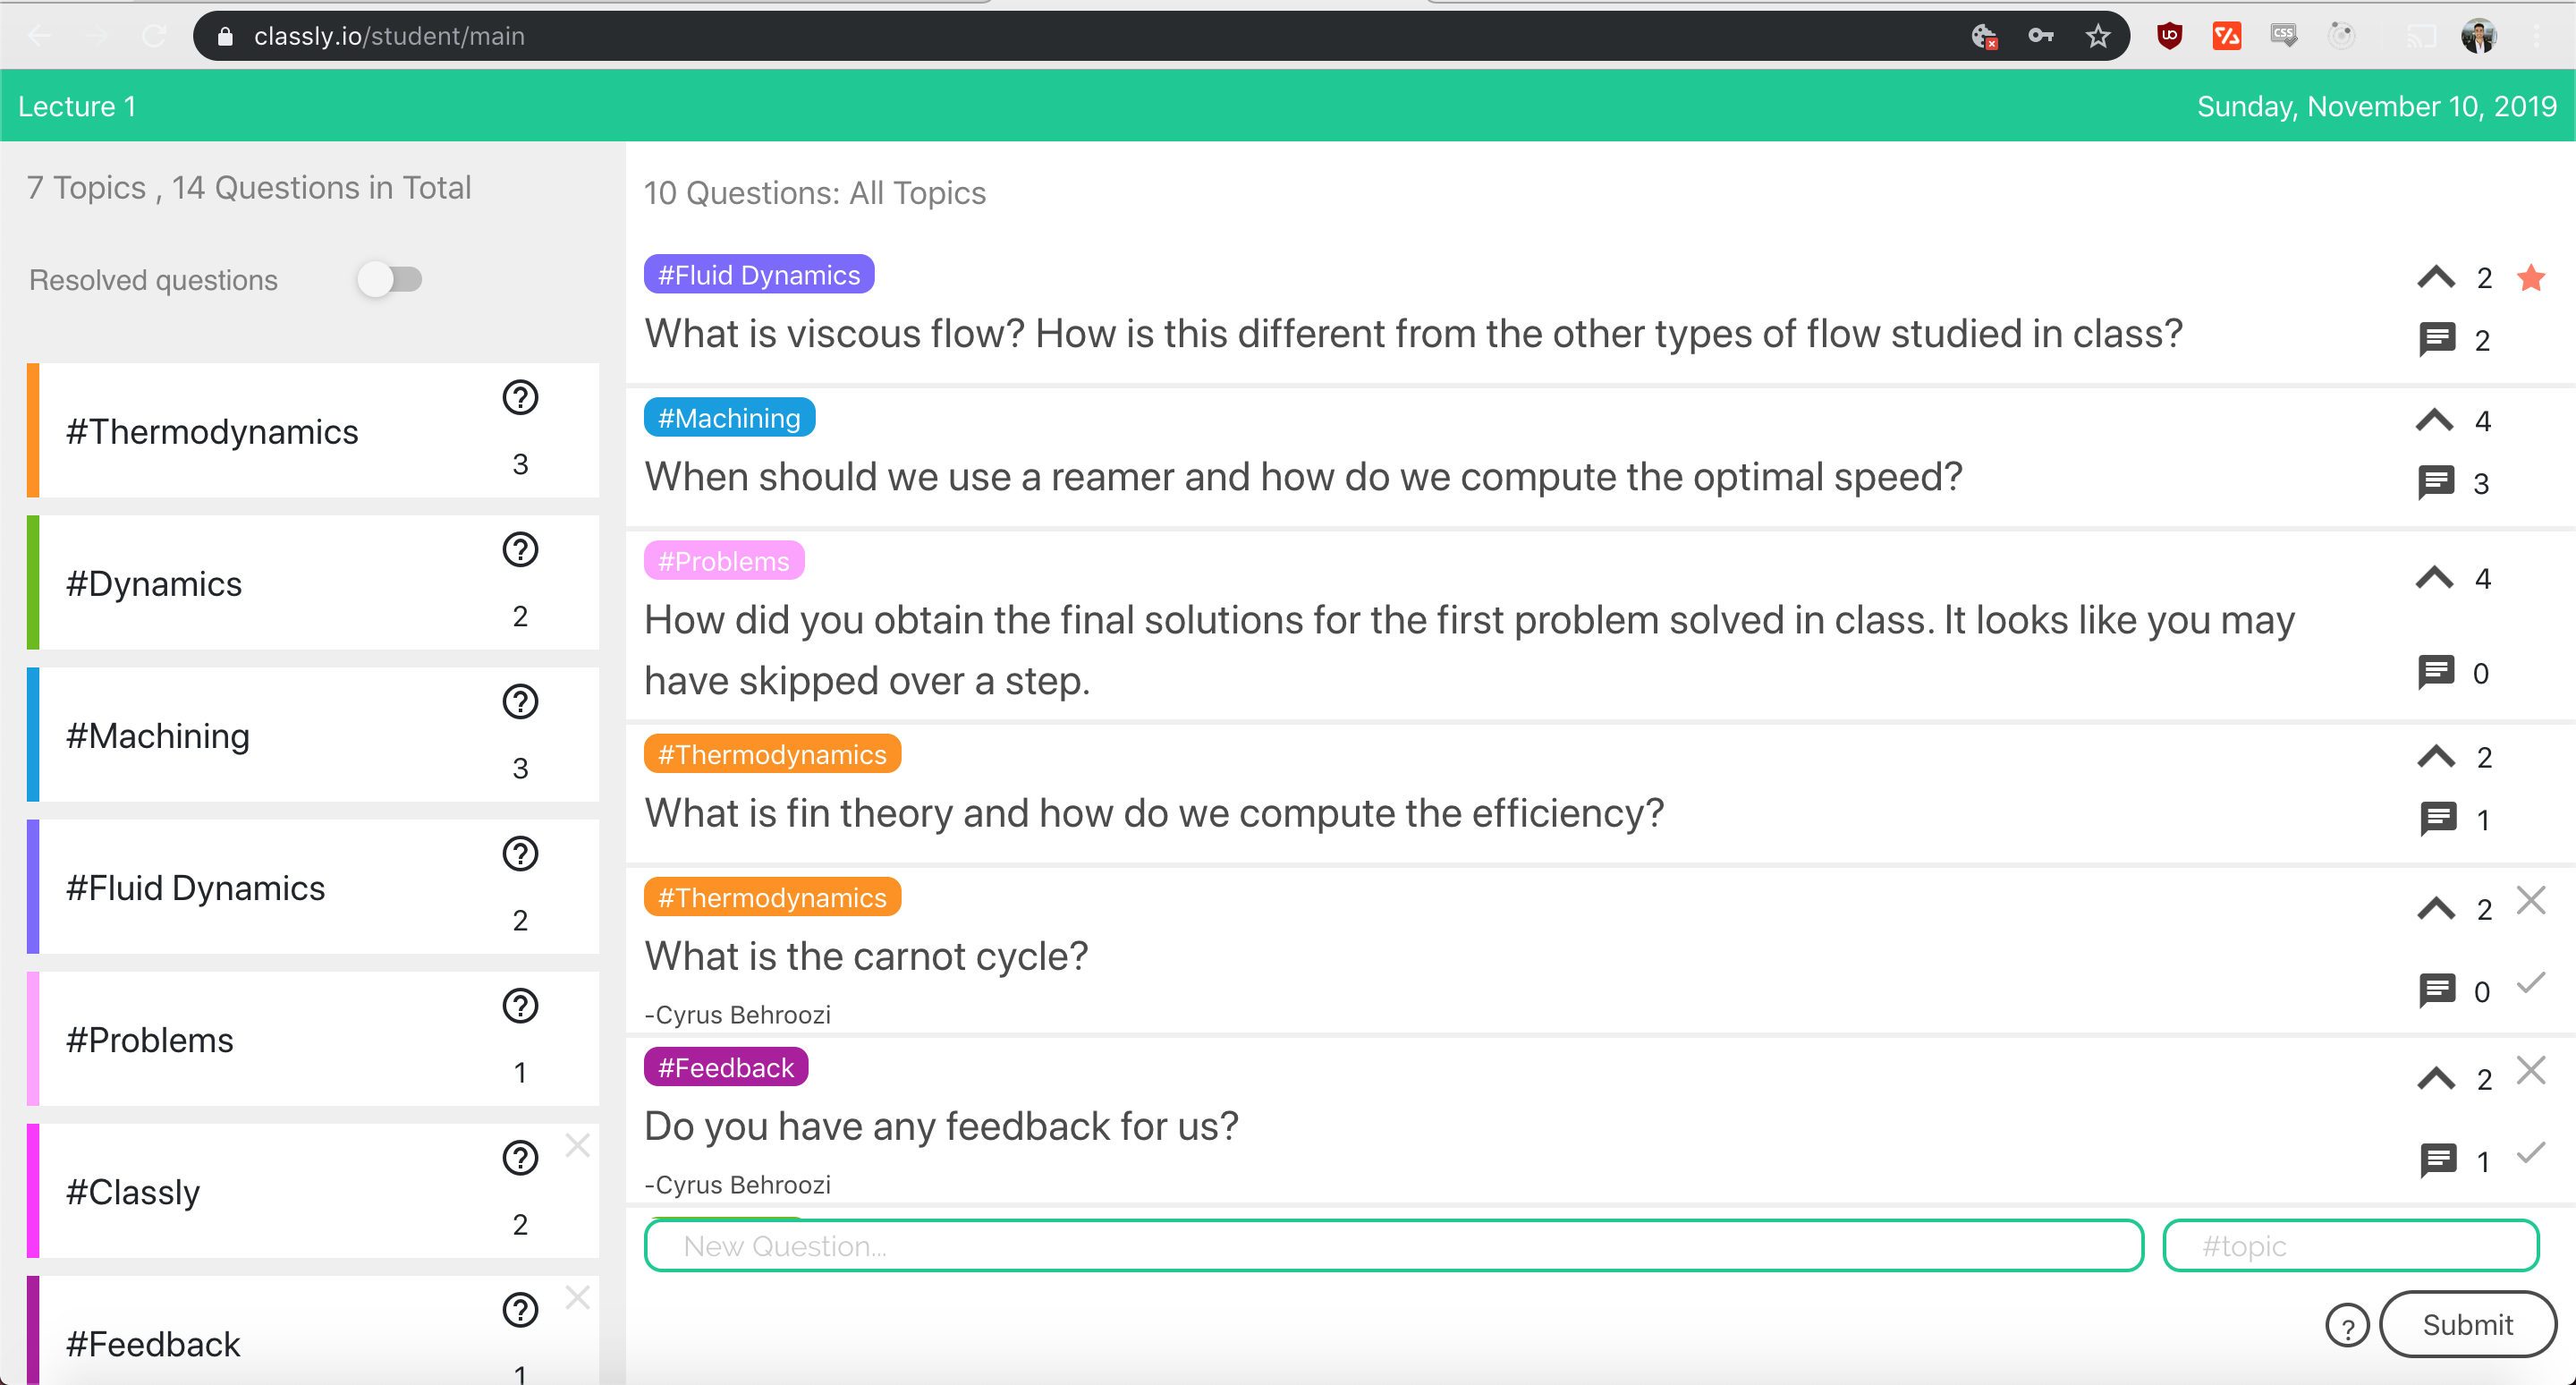 classly.io/student/main
Lecture 1
Sunday, November 10, 2019
7 Topics , 14 Questions in Total
Resolved questions
#Thermodynamics
3
#Dynamics
2
#Machining
3
#Fluid Dynamics
2
#Problems
1
#Classly
2
#Feedback
1
10 Questions: All Topics
#Fluid Dynamics
2
What is viscous flow? How is this different from the other types of flow studied in class?
2
#Machining
4
When should we use a reamer and how do we compute the optimal speed?
3
#Problems
4
How did you obtain the final solutions for the first problem solved in class. It looks like you may
have skipped over a step.
0
#Thermodynamics
2
What is fin theory and how do we compute the efficiency?
1
#Thermodynamics
2
What is the carnot cycle?
0
-Cyrus Behroozi
#Feedback
2
Do you have any feedback for us?
1
-Cyrus Behroozi
New Question...
#topic
?
Submit